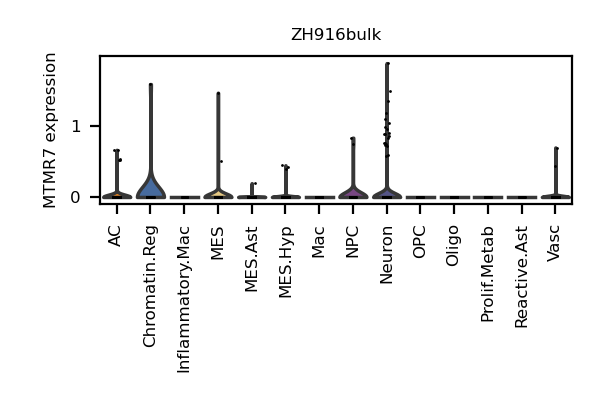 ZH916bulk
MTMR7 expression
1
0
AC
Chromatin.Reg
Inflammatory.Mac
MES
MES.Ast
MES.Hyp
Mac
NPC
Neuron
OPC
Oligo
Prolif.Metab
Reactive.Ast
Vasc